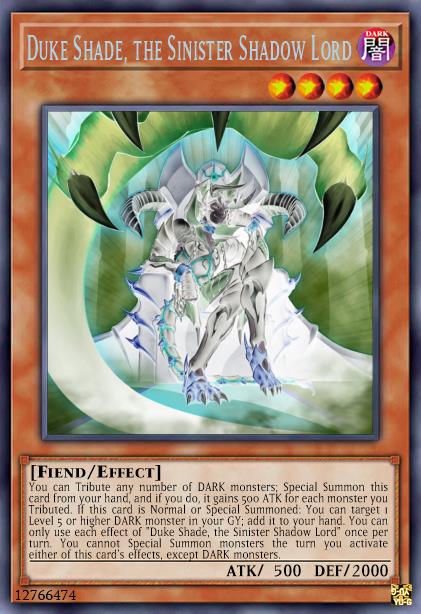 Duke Shade, the Sinister Shadow Lord
DARK
闇
[Fiend/Effect]
You can Tribute any number of DARK monsters; Special Summon this
card from your hand, and if you do, it gains 500 ATK for each monster you
Tributed. If this card is Normal or Special Summoned: You can target 1
Level 5 or higher DARK monster in your GY; add it to your hand. You can
only use each effect of "Duke Shade, the Sinister Shadow Lord" once per
turn. You cannot Special Summon monsters the turn you activate
either of this card's effects, except DARK monsters.
ATK/ 500 DEF/2000
12766474